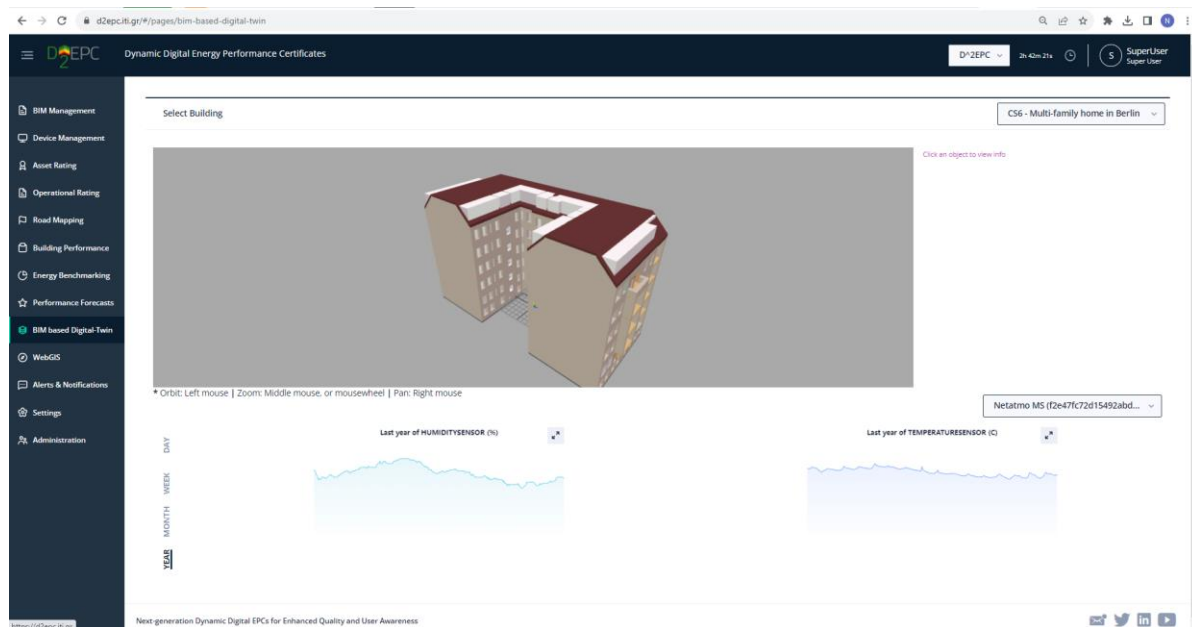 d2epc.iti.gr/#/pages/bim-based-digital-twin
N
D2EPC
Dynamic Digital Energy Performance Certificates
D^2EPC
2h 42m 21s
S
SuperUser
Super User
BIM Management
Device Management
Asset Rating
Operational Rating
Road Mapping
Building Performance
Energy Benchmarking
Performance Forecasts
BIM based Digital-Twin
WebGIS
Alerts & Notifications
Settings
Administration
Select Building
CS6 - Multi-family home in Berlin
Click an object to view info
* Orbit: Left mouse | Zoom: Middle mouse, or mousewheel | Pan: Right mouse
Netatmo MS (f2e47fc72d15492abd...
DAY
WEEK
MONTH
YEAR
Last year of HUMIDITYSENSOR (%)
Last year of TEMPERATURESENSOR (C)
Next-generation Dynamic Digital EPCs for Enhanced Quality and User Awareness
in